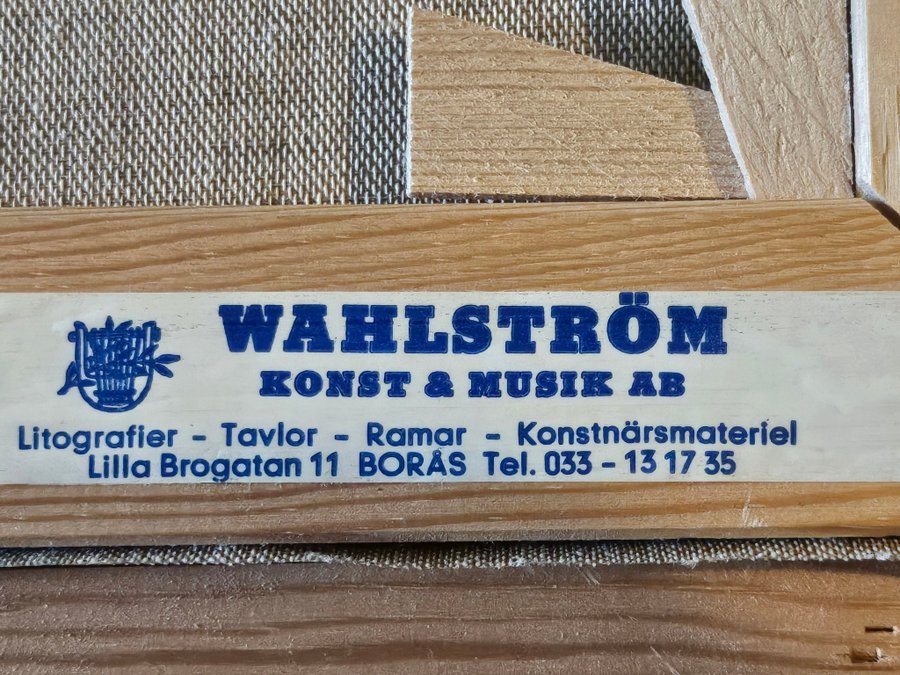 WAHLSTRÖM
KONST & MUSIK AB
Litografier - Tavlor - Ramar - Konstnärsmateriel
Lilla Brogatan 11 BORÅS Tel. 033 - 13 17 35